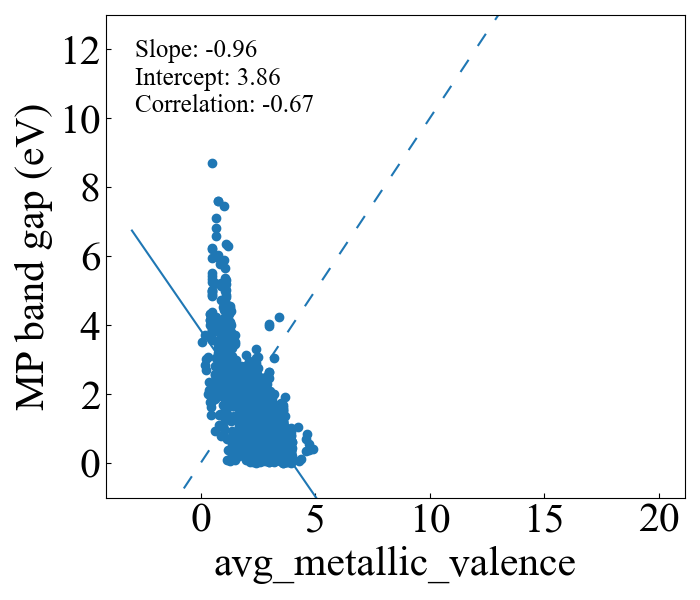 Slope: -0.96
Intercept: 3.86
Correlation: -0.67
MP band gap (eV)
12
10
8
6
4
2
0
0 5 10 15 20
avg_metallic_valence